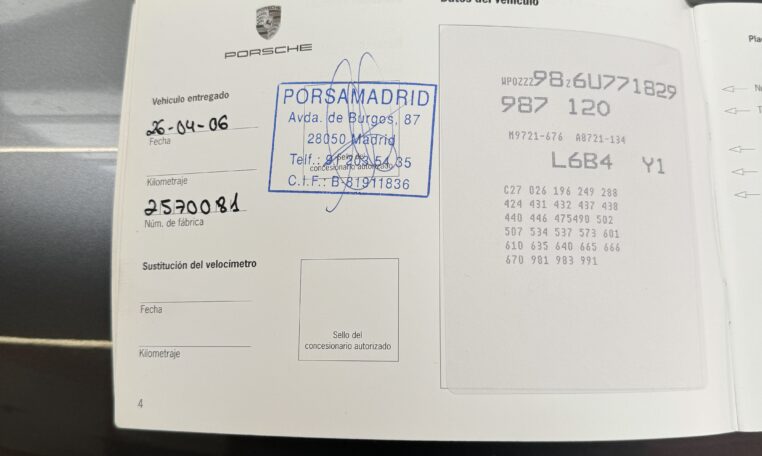 PORSCHE
Vehículo entregado
26-04-06
Fecha
Kilometraje
2570081
Núm. de fábrica
PORSAMADRID
Avda. de Burgos, 87
28050 Madrid
Telf.: 91 203 54 35
Sello del
concesionario autorizado
C.I.F.: B-81911836
Sustitución del velocímetro
Fecha
Kilometraje
Sello del
concesionario autorizado
4
Datos del vehículo
WP0ZZZ98Z6U771829
987 120
M9721-676 A8721-134
L6B4 Y1
C27 026 196 249 288
424 431 432 437 438
440 446 475490 502
507 534 537 573 601
610 635 640 665 666
670 981 983 991